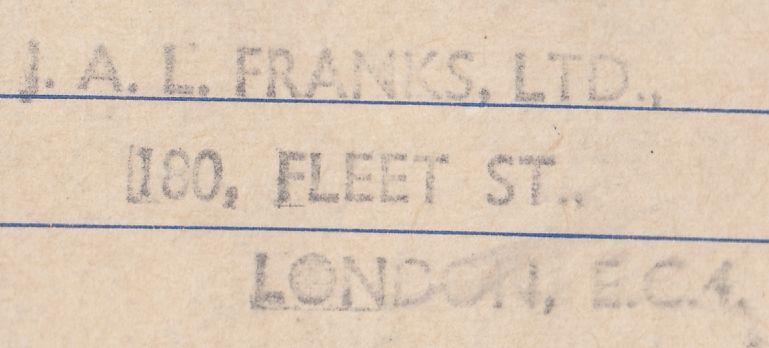 J. A. L. FRANKS, LTD.,
180, FLEET ST.,
LONDON, E.C.4.